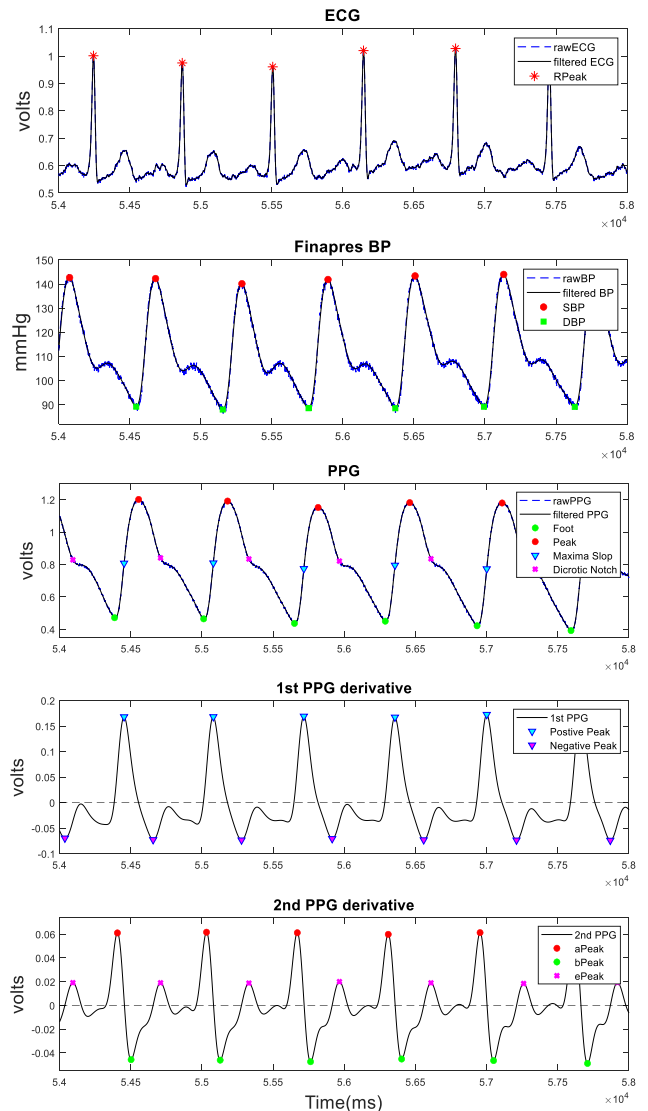 ECG
1.1
1
0.9
0.8
0.7
0.6
0.5
volts
rawECG
filtered ECG
RPeak
5.4 5.45 5.5 5.55 5.6 5.65 5.7 5.75 5.8
×10⁴
Finapres BP
150
140
130
120
110
100
90
mmHg
rawBP
filtered BP
SBP
DBP
5.4 5.45 5.5 5.55 5.6 5.65 5.7 5.75 5.8
×10⁴
PPG
1.2
1
0.8
0.6
0.4
volts
rawPPG
filtered PPG
Foot
Peak
Maxima Slop
Dicrotic Notch
5.4 5.45 5.5 5.55 5.6 5.65 5.7 5.75 5.8
×10⁴
1st PPG derivative
0.2
0.15
0.1
0.05
0
-0.05
-0.1
volts
1st PPG
Postive Peak
Negative Peak
5.4 5.45 5.5 5.55 5.6 5.65 5.7 5.75 5.8
×10⁴
2nd PPG derivative
0.06
0.04
0.02
0
-0.02
-0.04
volts
2nd PPG
aPeak
bPeak
ePeak
5.4 5.45 5.5 5.55 5.6 5.65 5.7 5.75 5.8
×10⁴
Time(ms)